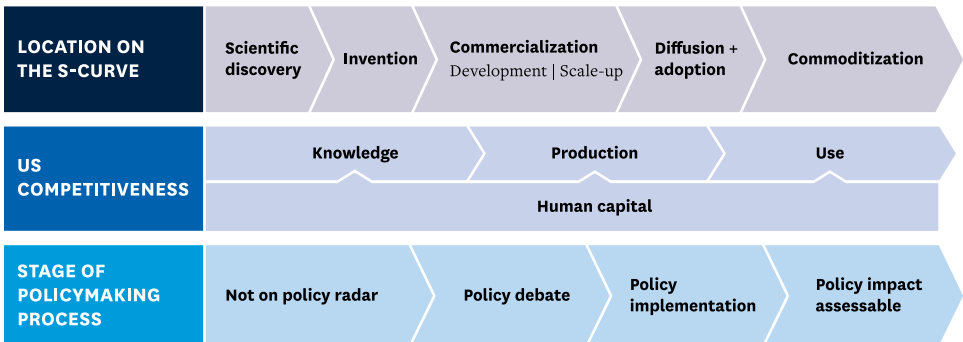 LOCATION ON
THE S-CURVE
Scientific
discovery
Invention
Commercialization
Development | Scale-up
Diffusion +
adoption
Commoditization
US
COMPETITIVENESS
Knowledge
Production
Use
Human capital
STAGE OF
POLICYMAKING
PROCESS
Not on policy radar
Policy debate
Policy
implementation
Policy impact
assessable